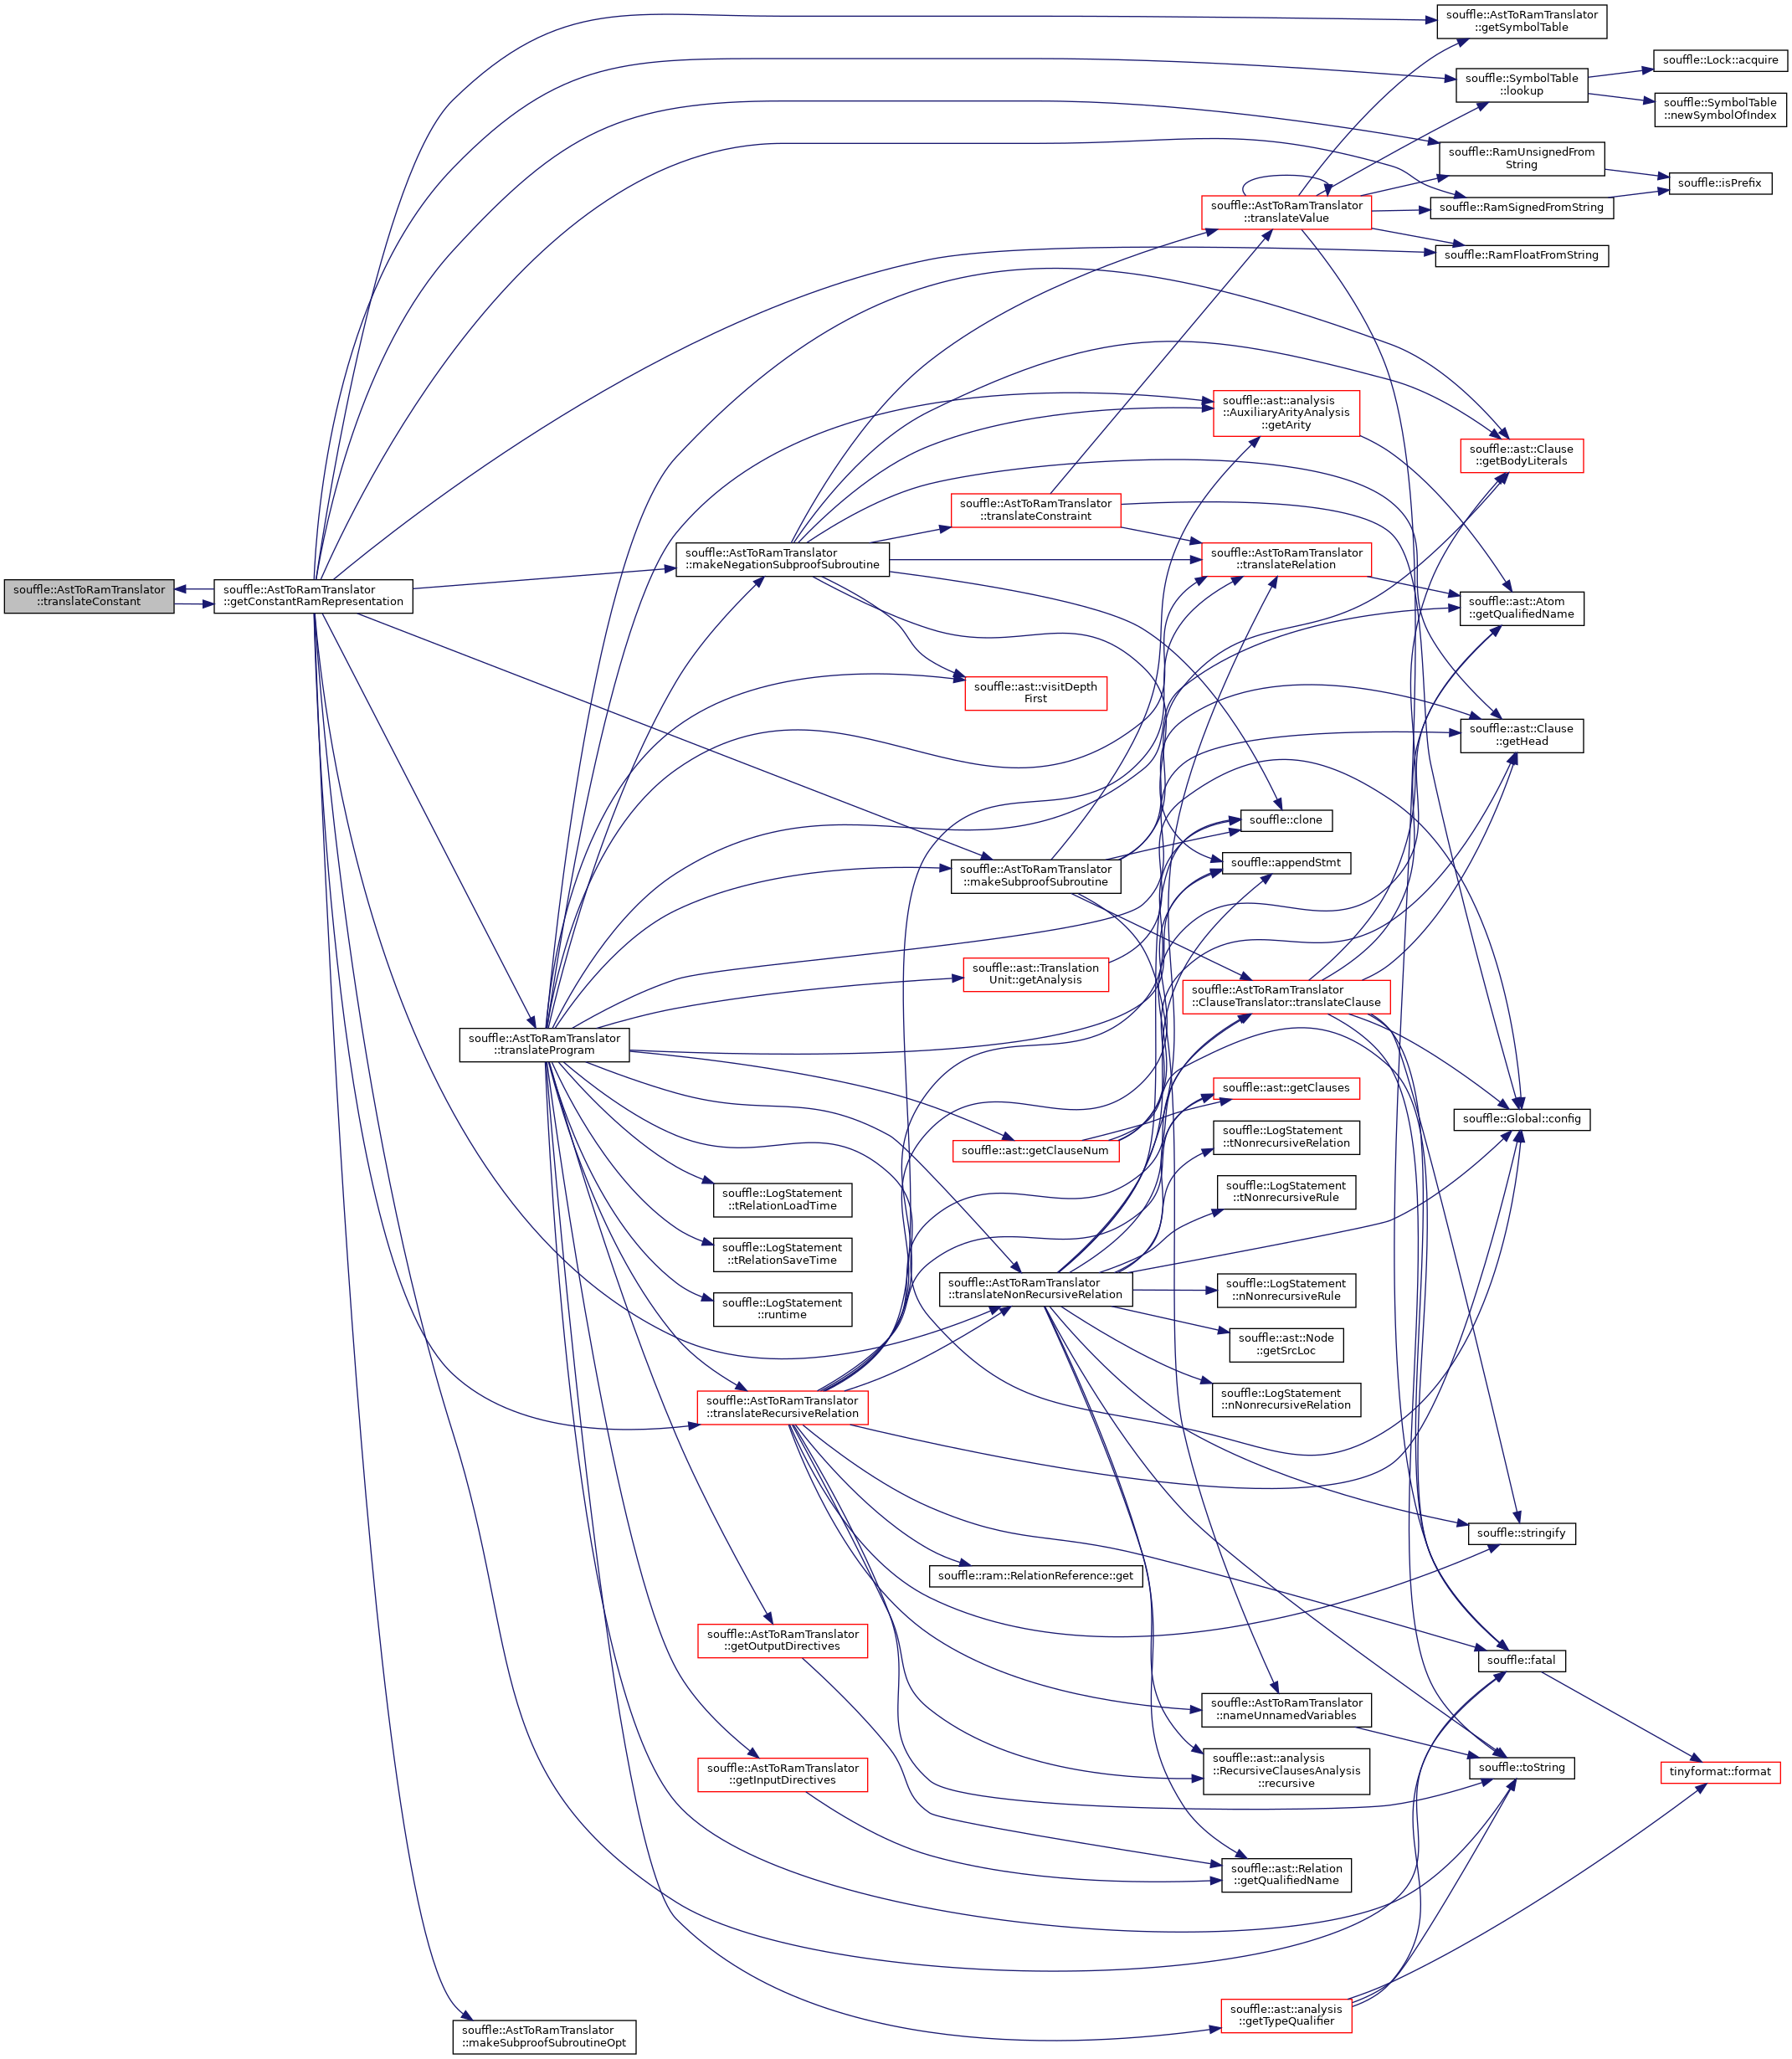 souffle::AstToRamTranslator
::translateConstant
souffle::AstToRamTranslator
::getConstantRamRepresentation
souffle::AstToRamTranslator
::translateProgram
souffle::AstToRamTranslator
::makeSubproofSubroutineOpt
souffle::AstToRamTranslator
::makeNegationSubproofSubroutine
souffle::LogStatement
::tRelationLoadTime
souffle::LogStatement
::tRelationSaveTime
souffle::LogStatement
::runtime
souffle::AstToRamTranslator
::translateRecursiveRelation
souffle::AstToRamTranslator
::getOutputDirectives
souffle::AstToRamTranslator
::getInputDirectives
souffle::AstToRamTranslator
::translateConstraint
souffle::ast::visitDepth
First
souffle::AstToRamTranslator
::makeSubproofSubroutine
souffle::ast::Translation
Unit::getAnalysis
souffle::ast::getClauseNum
souffle::AstToRamTranslator
::translateNonRecursiveRelation
souffle::ram::RelationReference::get
souffle::AstToRamTranslator
::translateValue
souffle::ast::analysis
::AuxiliaryArityAnalysis
::getArity
souffle::AstToRamTranslator
::translateRelation
souffle::clone
souffle::appendStmt
souffle::AstToRamTranslator
::ClauseTranslator::translateClause
souffle::ast::getClauses
souffle::LogStatement
::tNonrecursiveRelation
souffle::LogStatement
::tNonrecursiveRule
souffle::LogStatement
::nNonrecursiveRule
souffle::ast::Node
::getSrcLoc
souffle::LogStatement
::nNonrecursiveRelation
souffle::AstToRamTranslator
::nameUnnamedVariables
souffle::ast::analysis
::RecursiveClausesAnalysis
::recursive
souffle::ast::Relation
::getQualifiedName
souffle::ast::analysis
::getTypeQualifier
souffle::AstToRamTranslator
::getSymbolTable
souffle::SymbolTable
::lookup
souffle::RamUnsignedFrom
String
souffle::RamSignedFromString
souffle::RamFloatFromString
souffle::ast::Clause
::getBodyLiterals
souffle::ast::Atom
::getQualifiedName
souffle::ast::Clause
::getHead
souffle::Global::config
souffle::stringify
souffle::fatal
souffle::toString
souffle::Lock::acquire
souffle::SymbolTable
::newSymbolOfIndex
souffle::isPrefix
tinyformat::format